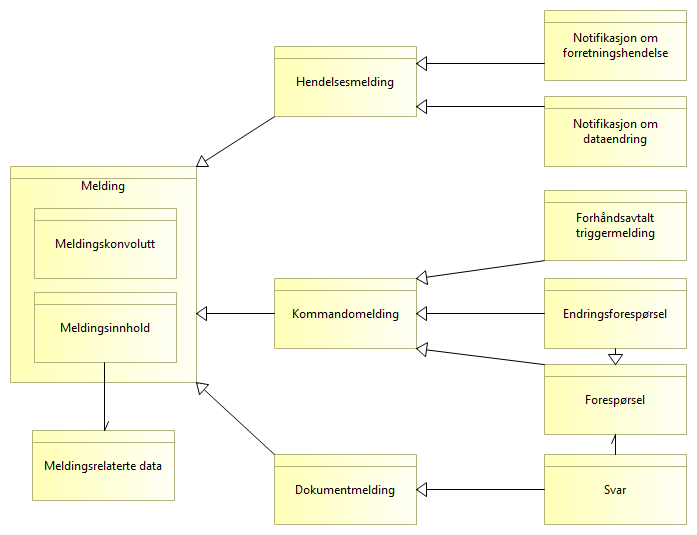 Notifikasjon om
forretningshendelse
Hendelsesmelding
Notifikasjon om
dataendring
Melding
Meldingskonvolutt
Meldingsinnhold
Forhåndsavtalt
triggermelding
Kommandomelding
Endringsforespørsel
Forespørsel
Meldingsrelaterte data
Dokumentmelding
Svar